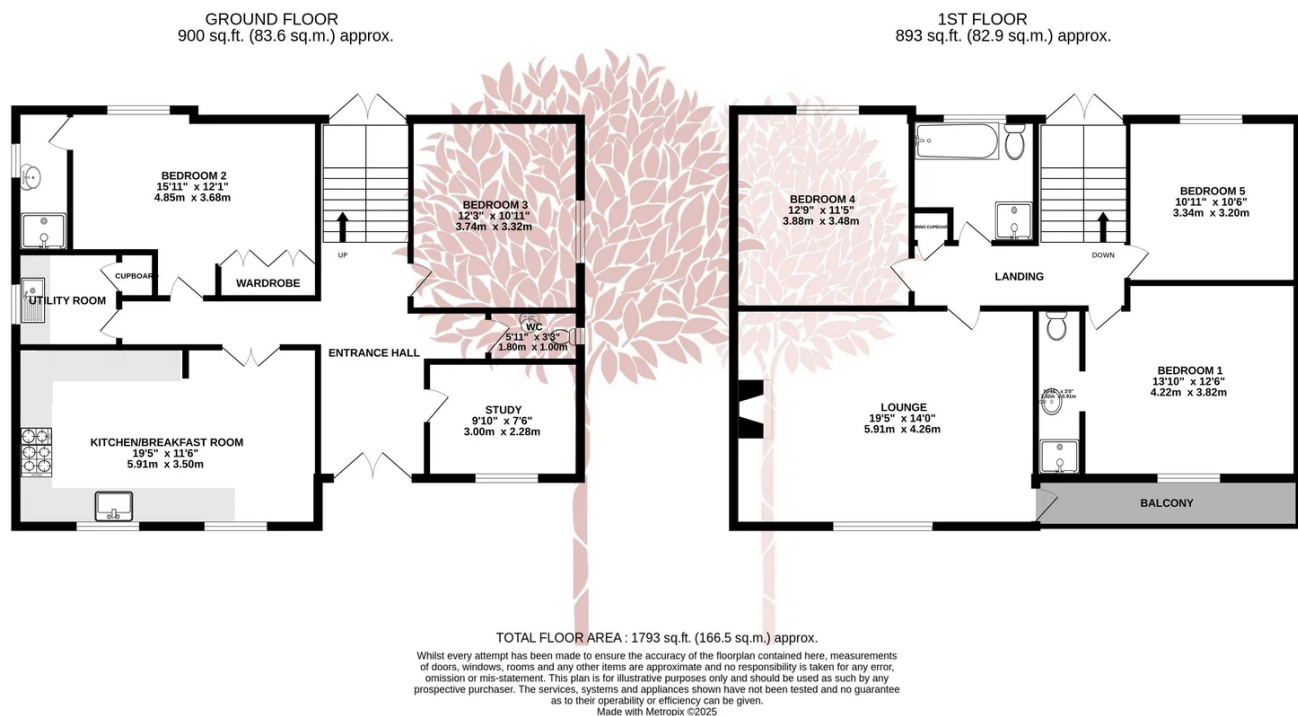 GROUND FLOOR
900 sq.ft. (83.6 sq.m.) approx.
1ST FLOOR
893 sq.ft. (82.9 sq.m.) approx.
BEDROOM 2
15'11" x 12'1"
4.85m x 3.68m
BEDROOM 3
12'3" x 10'11"
3.74m x 3.32m
UP
CUPBOARD
WARDROBE
UTILITY ROOM
WC
5'11" x 3'3"
1.80m x 1.00m
ENTRANCE HALL
STUDY
9'10" x 7'6"
3.00m x 2.28m
KITCHEN/BREAKFAST ROOM
19'5" x 11'6"
5.91m x 3.50m
BEDROOM 4
12'9" x 11'5"
3.88m x 3.48m
CUPBOARD
BEDROOM 5
10'11" x 10'6"
3.34m x 3.20m
DOWN
LANDING
BEDROOM 1
13'10" x 12'6"
4.22m x 3.82m
x 3'0"
0.91m
LOUNGE
19'5" x 14'0"
5.91m x 4.26m
BALCONY
TOTAL FLOOR AREA : 1793 sq.ft. (166.5 sq.m.) approx.
Whilst every attempt has been made to ensure the accuracy of the floorplan contained here, measurements
of doors, windows, rooms and any other items are approximate and no responsibility is taken for any error,
omission or mis-statement. This plan is for illustrative purposes only and should be used as such by any
prospective purchaser. The services, systems and appliances shown have not been tested and no guarantee
as to their operability or efficiency can be given.
Made with Metropix ©2025